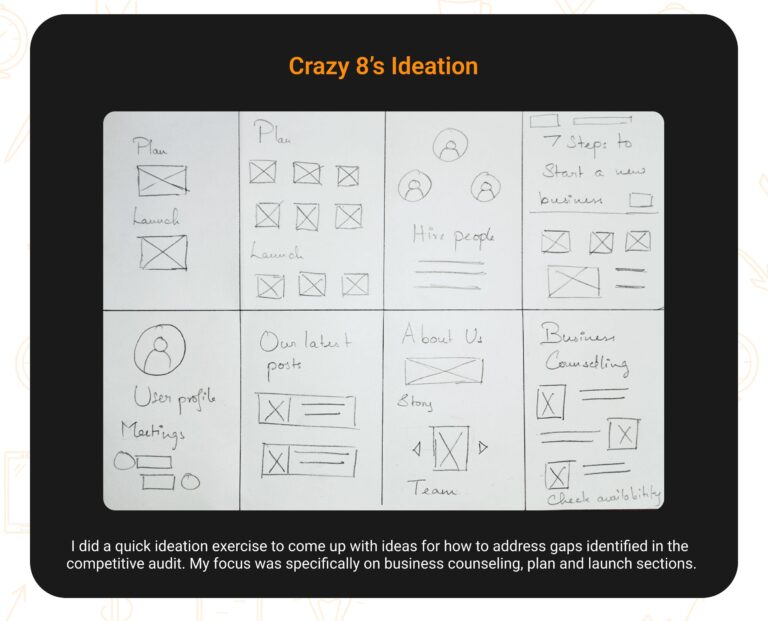 Crazy 8’s Ideation
Plan
Launch
Plan
Launch
Hire people
7 Steps to
Start a new
business
User profile
Meetings
Our latest
posts
About Us
Story
Team
Business
Counselling
Check availability
I did a quick ideation exercise to come up with ideas for how to address gaps identified in the
competitive audit. My focus was specifically on business counseling, plan and launch sections.